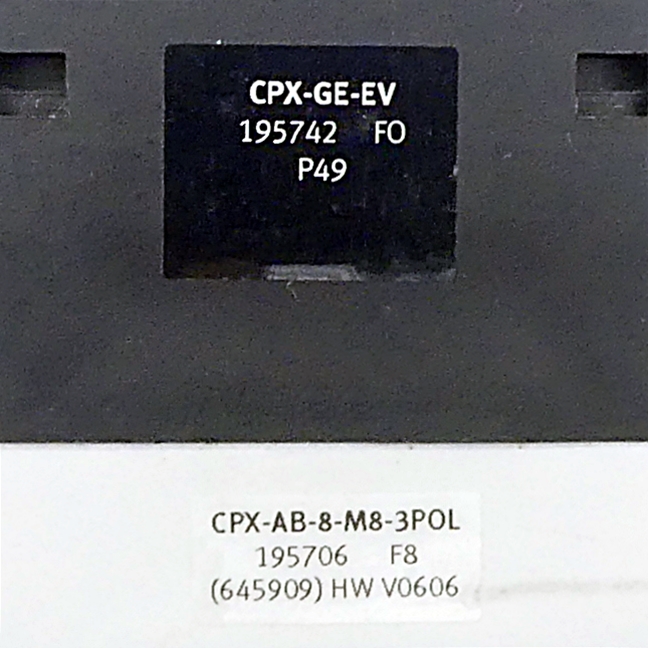 CPX-GE-EV
195742 FO
P49
CPX-AB-8-M8-3POL
195706 F8
(645909) HW V0606